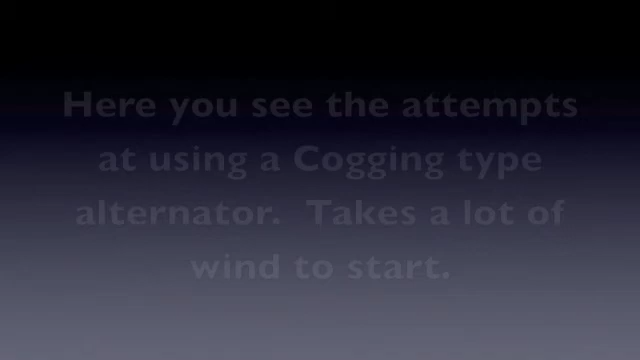 Here you see the attempts
at using a Cogging type
alternator.  Takes a lot of
wind to start.